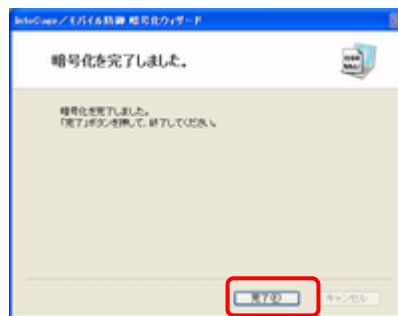 InfoCage／モバイル防御 暗号化ウィザード
暗号化を完了しました。
暗号化を完了しました。
「完了」ボタンを押して、終了してください。
完了(F)
キャンセル